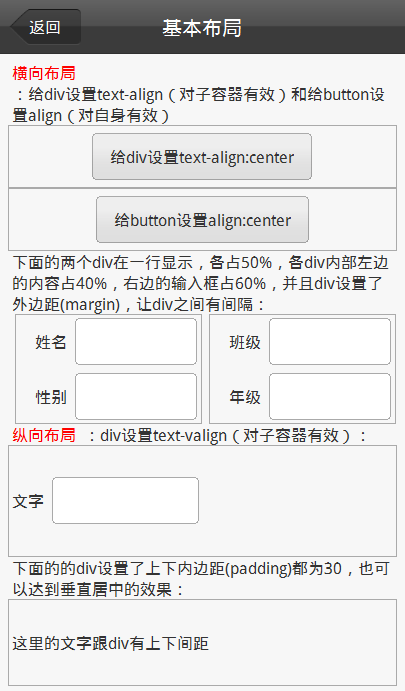 返回
基本布局
横向布局
：给div设置text-align（对子容器有效）和给button设
置align（对自身有效）
给div设置text-align:center
给button设置align:center
下面的两个div在一行显示，各占50%，各div内部左边
的内容占40%，右边的输入框占60%，并且div设置了
外边距(margin)，让div之间有间隔：
姓名 班级
性别 年级
纵向布局 ：div设置text-valign（对子容器有效）：
文字
下面的的div设置了上下内边距(padding)都为30，也可
以达到垂直居中的效果：
这里的文字跟div有上下间距